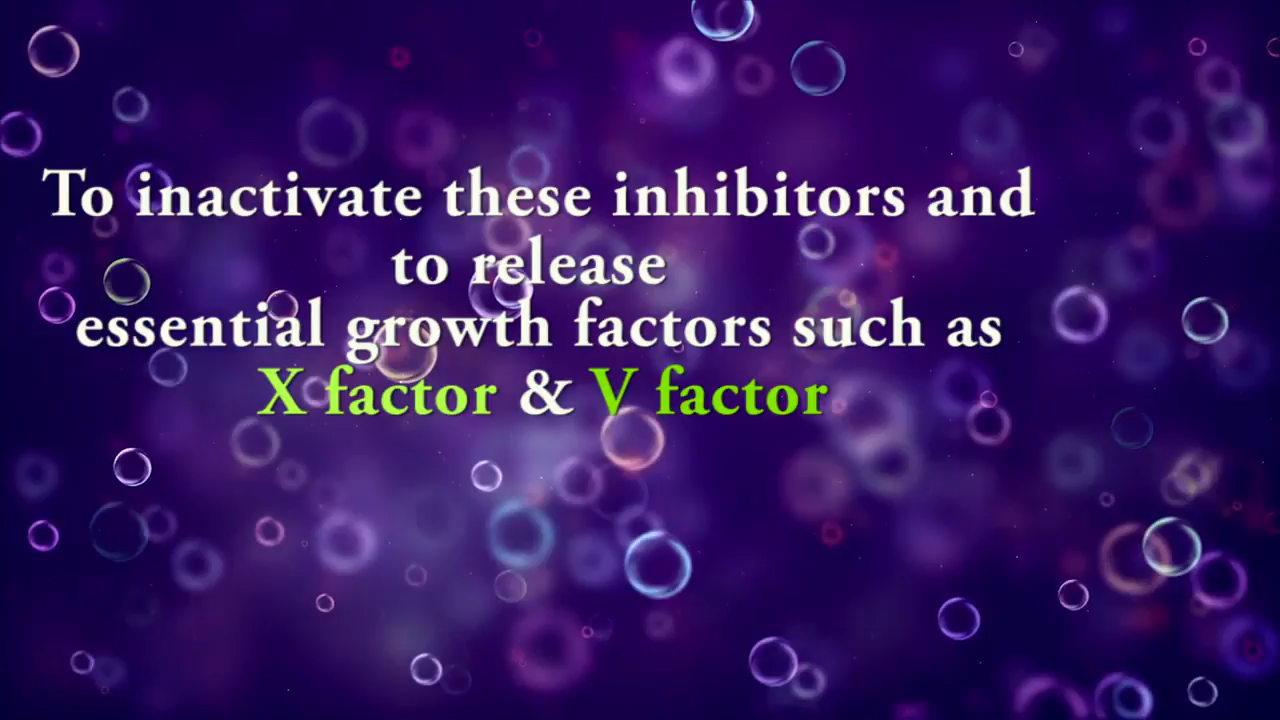 To inactivate these inhibitors and
to release
essential growth factors such as
X factor & V factor